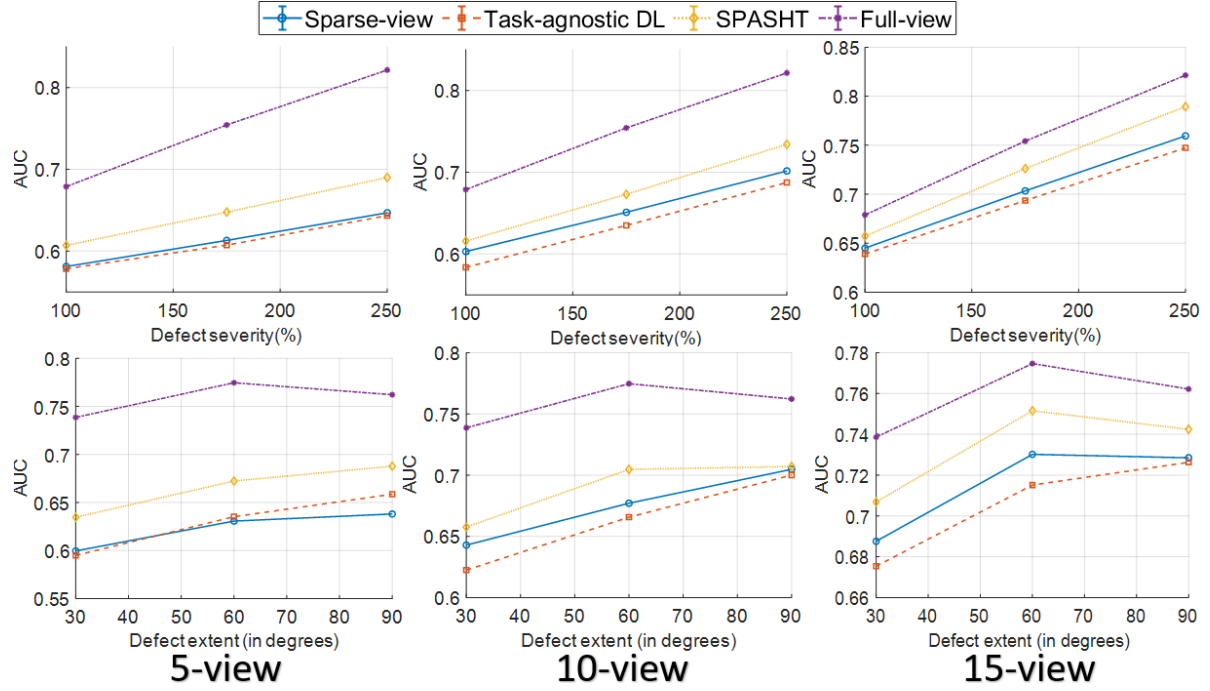 Sparse-view Task-agnostic DL SPASHT Full-view
0.8
0.7
0.6
AUC
100 150 200 250
Defect severity(%)
0.8
0.7
0.6
AUC
100 150 200 250
Defect severity(%)
0.85
0.8
0.75
0.7
0.65
0.6
AUC
100 150 200 250
Defect severity(%)
0.8
0.75
0.7
0.65
0.6
0.55
AUC
30 40 50 60 70 80 90
Defect extent (in degrees)
0.8
0.75
0.7
0.65
0.6
AUC
30 40 50 60 70 80 90
Defect extent (in degrees)
0.78
0.76
0.74
0.72
0.7
0.68
0.66
AUC
30 40 50 60 70 80 90
Defect extent (in degrees)
5-view 10-view 15-view